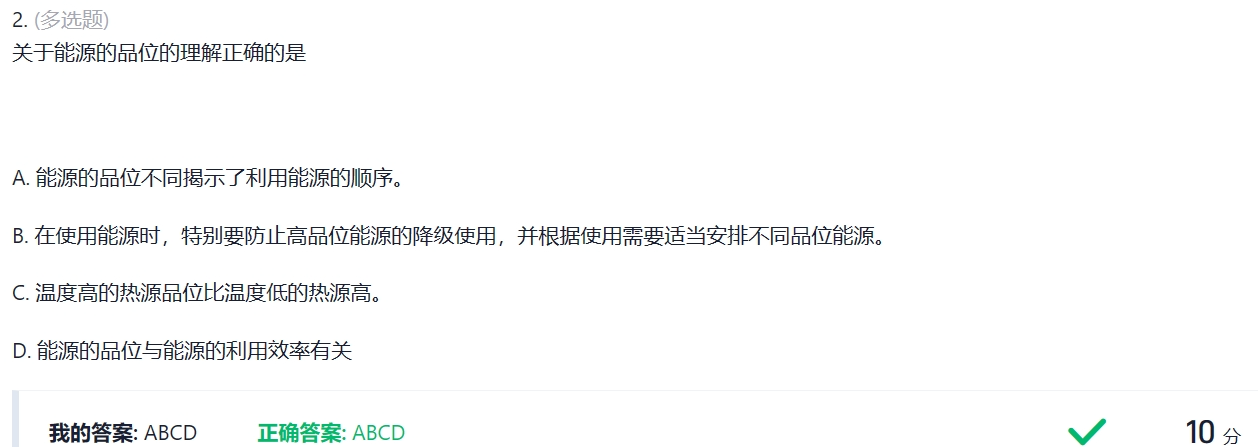 2. (多选题)
关于能源的品位的理解正确的是
A. 能源的品位不同揭示了利用能源的顺序。
B. 在使用能源时，特别要防止高品位能源的降级使用，并根据使用需要适当安排不同品位能源。
C. 温度高的热源品位比温度低的热源高。
D. 能源的品位与能源的利用效率有关
我的答案: ABCD 正确答案: ABCD 10 分